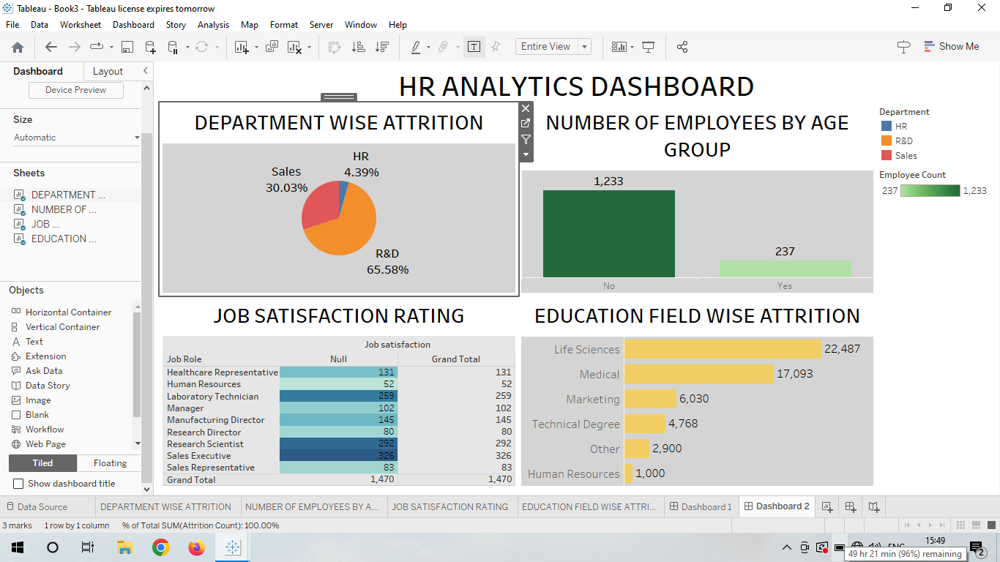 Tableau - Book3 - Tableau license expires tomorrow
File Data Worksheet Dashboard Story Analysis Map Format Server Window Help
Entire View
Show Me
Dashboard Layout
Device Preview
Size
Automatic
Sheets
DEPARTMENT ...
NUMBER OF ...
JOB ...
EDUCATION ...
Objects
Horizontal Container
Vertical Container
A Text
Extension
Ask Data
Data Story
Image
Blank
Workflow
Web Page
Tiled Floating
Show dashboard title
HR ANALYTICS DASHBOARD
DEPARTMENT WISE ATTRITION
HR
4.39%
Sales
30.03%
R&D
65.58%
NUMBER OF EMPLOYEES BY AGE
GROUP
1,233
237
No Yes
Department
HR
R&D
Sales
Employee Count
237 1,233
JOB SATISFACTION RATING
Job satisfaction
Job Role Null Grand Total
Healthcare Representative 131 131
Human Resources 52 52
Laboratory Technician 259 259
Manager 102 102
Manufacturing Director 145 145
Research Director 80 80
Research Scientist 292 292
Sales Executive 326 326
Sales Representative 83 83
Grand Total 1,470 1,470
EDUCATION FIELD WISE ATTRITION
Life Sciences 22,487
Medical 17,093
Marketing 6,030
Technical Degree 4,768
Other 2,900
Human Resources 1,000
Data Source DEPARTMENT WISE ATTRITION NUMBER OF EMPLOYEES BY A... JOB SATISFACTION RATING EDUCATION FIELD WISE ATTRI... Dashboard 1 Dashboard 2
3 marks 1 row by 1 column % of Total SUM(Attrition Count): 100.00%
15:49
49 hr 21 min (96%) remaining
2